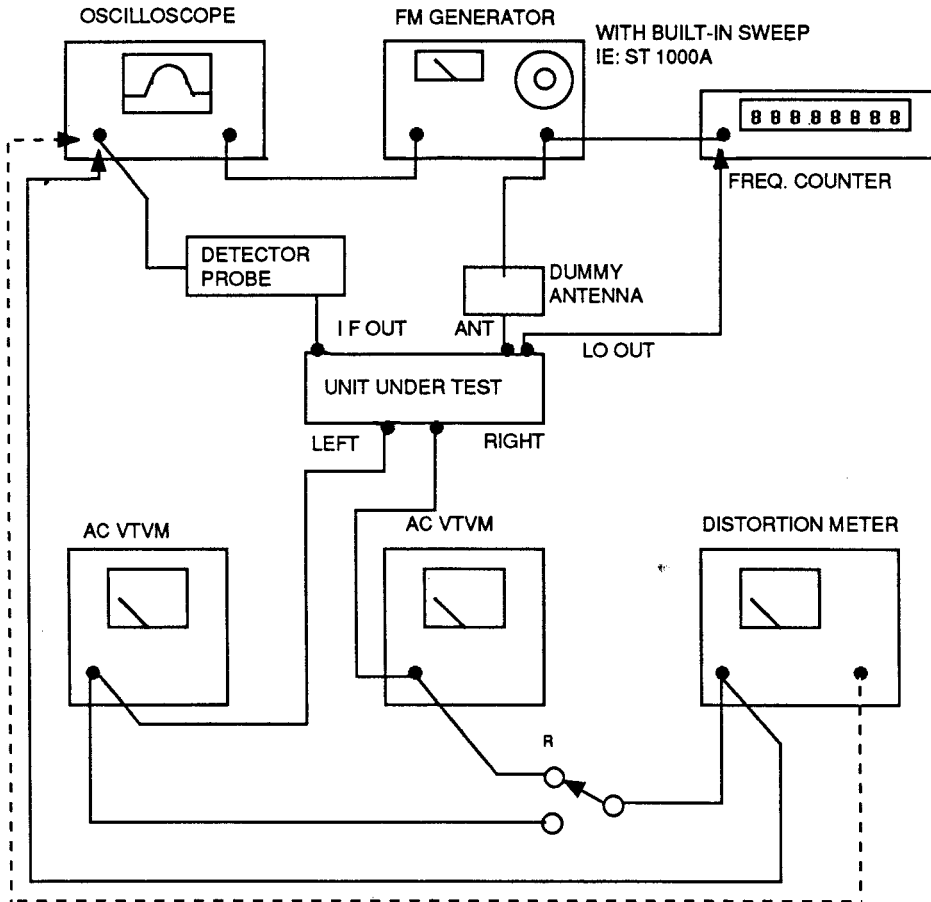 OSCILLOSCOPE
FM GENERATOR
WITH BUILT-IN SWEEP
IE: ST 1000A
8 8 8 8 8 8 8 8
FREQ. COUNTER
DETECTOR
PROBE
DUMMY
ANTENNA
I F OUT
ANT
LO OUT
UNIT UNDER TEST
LEFT
RIGHT
AC VTVM
AC VTVM
DISTORTION METER
R